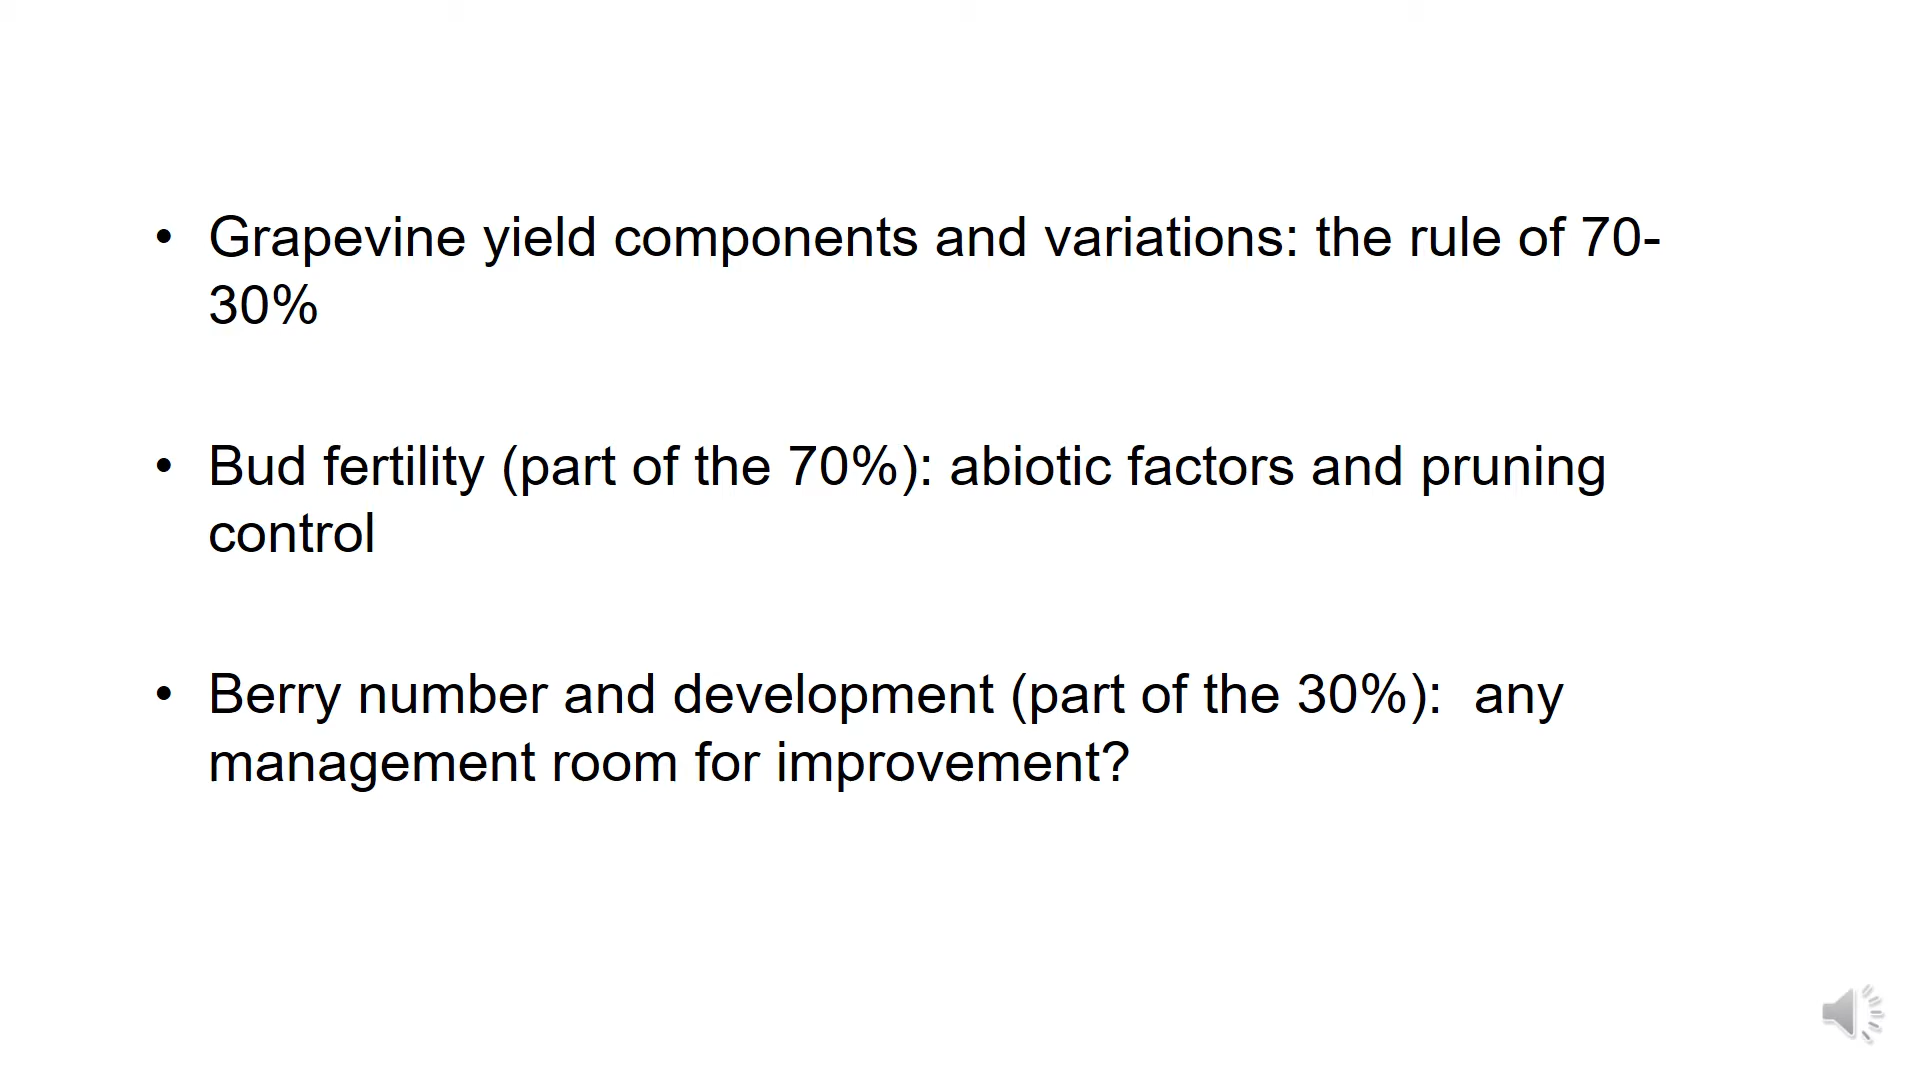 • Grapevine yield components and variations: the rule of 70-
30%
• Bud fertility (part of the 70%): abiotic factors and pruning
control
• Berry number and development (part of the 30%):  any
management room for improvement?